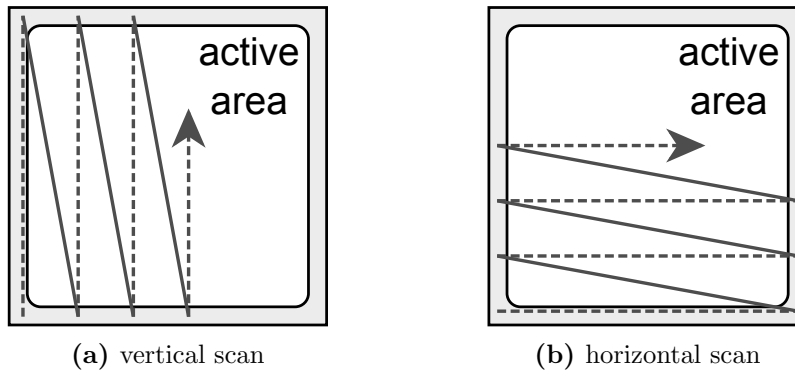 active
area
active
area
(a) vertical scan
(b) horizontal scan